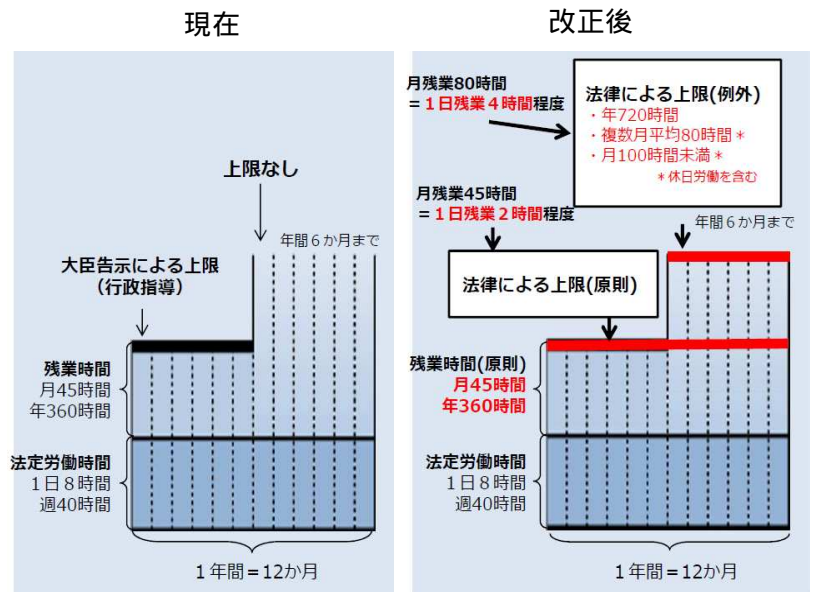 現在
上限なし
年間６か月まで
大臣告示による上限
（行政指導）
残業時間
月45時間
年360時間
法定労働時間
１日８時間
週40時間
１年間＝12か月
改正後
月残業80時間
＝１日残業４時間程度
法律による上限(例外)
・年720時間
・複数月平均80時間＊
・月100時間未満＊
＊休日労働を含む
月残業45時間
＝１日残業２時間程度
年間６か月まで
法律による上限(原則)
残業時間(原則)
月45時間
年360時間
法定労働時間
１日８時間
週40時間
１年間＝12か月